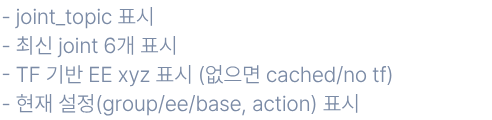 - joint_topic 표시
- 최신 joint 6개 표시
- TF 기반 EE xyz 표시 (없으면 cached/no tf)
- 현재 설정(group/ee/base, action) 표시